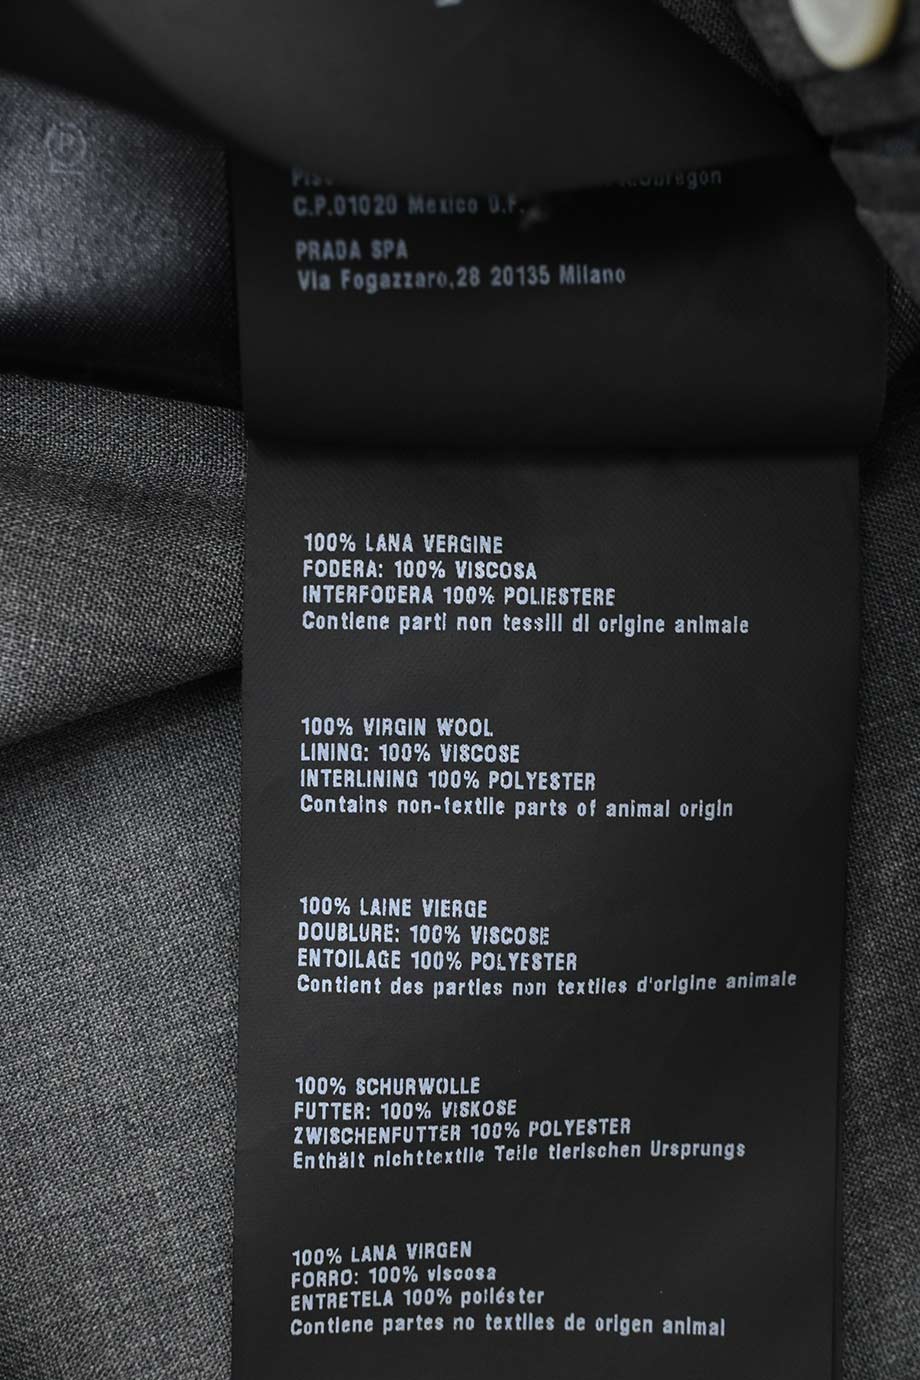 C.P.01020 Mexico D.F.
PRADA SPA
Via Fogazzaro,28 20135 Milano
100% LANA VERGINE
FODERA: 100% VISCOSA
INTERFODERA 100% POLIESTERE
Contiene parti non tessili di origine animale
100% VIRGIN WOOL
LINING: 100% VISCOSE
INTERLINING 100% POLYESTER
Contains non-textile parts of animal origin
100% LAINE VIERGE
DOUBLURE: 100% VISCOSE
ENTOILAGE 100% POLYESTER
Contient des parties non textiles d'origine animale
100% SCHURWOLLE
FUTTER: 100% VISKOSE
ZWISCHENFUTTER 100% POLYESTER
Enthält nichttextile Teile tierischen Ursprungs
100% LANA VIRGEN
FORRO: 100% viscosa
ENTRETELA 100% poliéster
Contiene partes no textiles de origen animal